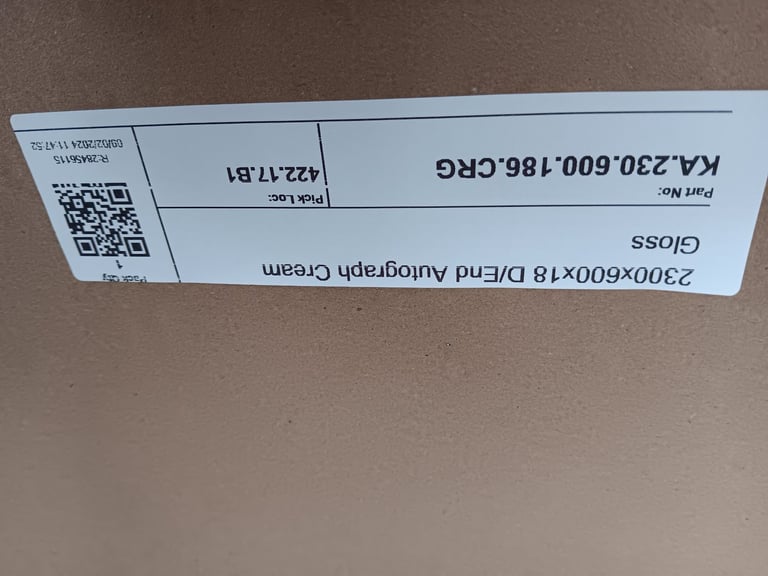 2300x600x18 D/End Autograph Cream
Gloss
Pack Qty
1
Part No:
KA.230.600.186.CRG
Pick Loc:
422.17.B1
R:28456115
09/02/2024 11:47:52